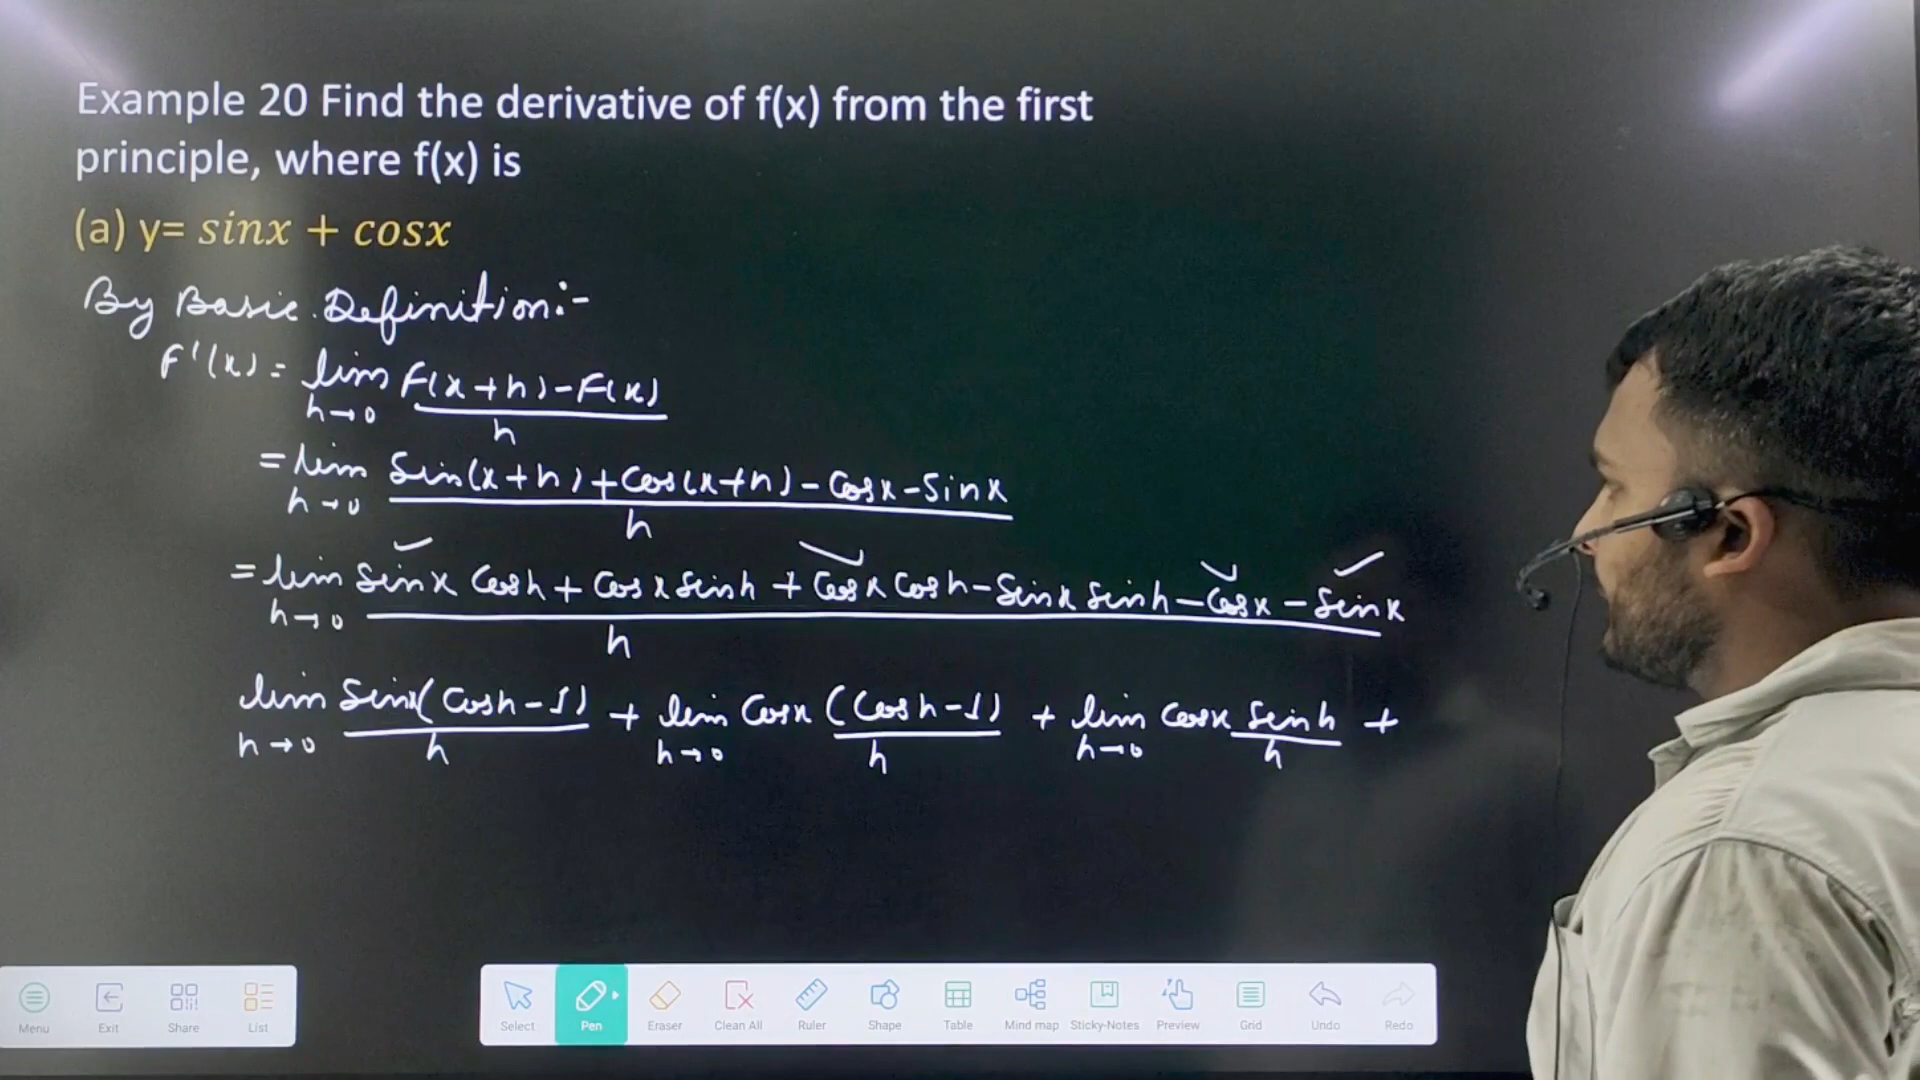 Example 20 Find the derivative of f(x) from the first
principle, where f(x) is
(a) y= sinx + cosx
By Basic Definition:-
F'(x) = lim h→0 F(x+h)-F(x) / h
= lim h→0 Sin(x+h)+Cos(x+h)-Cosx-Sinx / h
= lim h→0 Sinx Cosh + Cosx Sinh + Cosx Cosh - Sinx Sinh - Cosx - Sinx / h
lim h→0 Sinx(Cosh-1) / h + lim h→0 Cosx (Cosh-1) / h + lim h→0 Cosx Sinh / h +
Menu Exit Share List Select Pen Eraser Clean All Ruler Shape Table Mind map Sticky-Notes Preview Grid Undo Redo